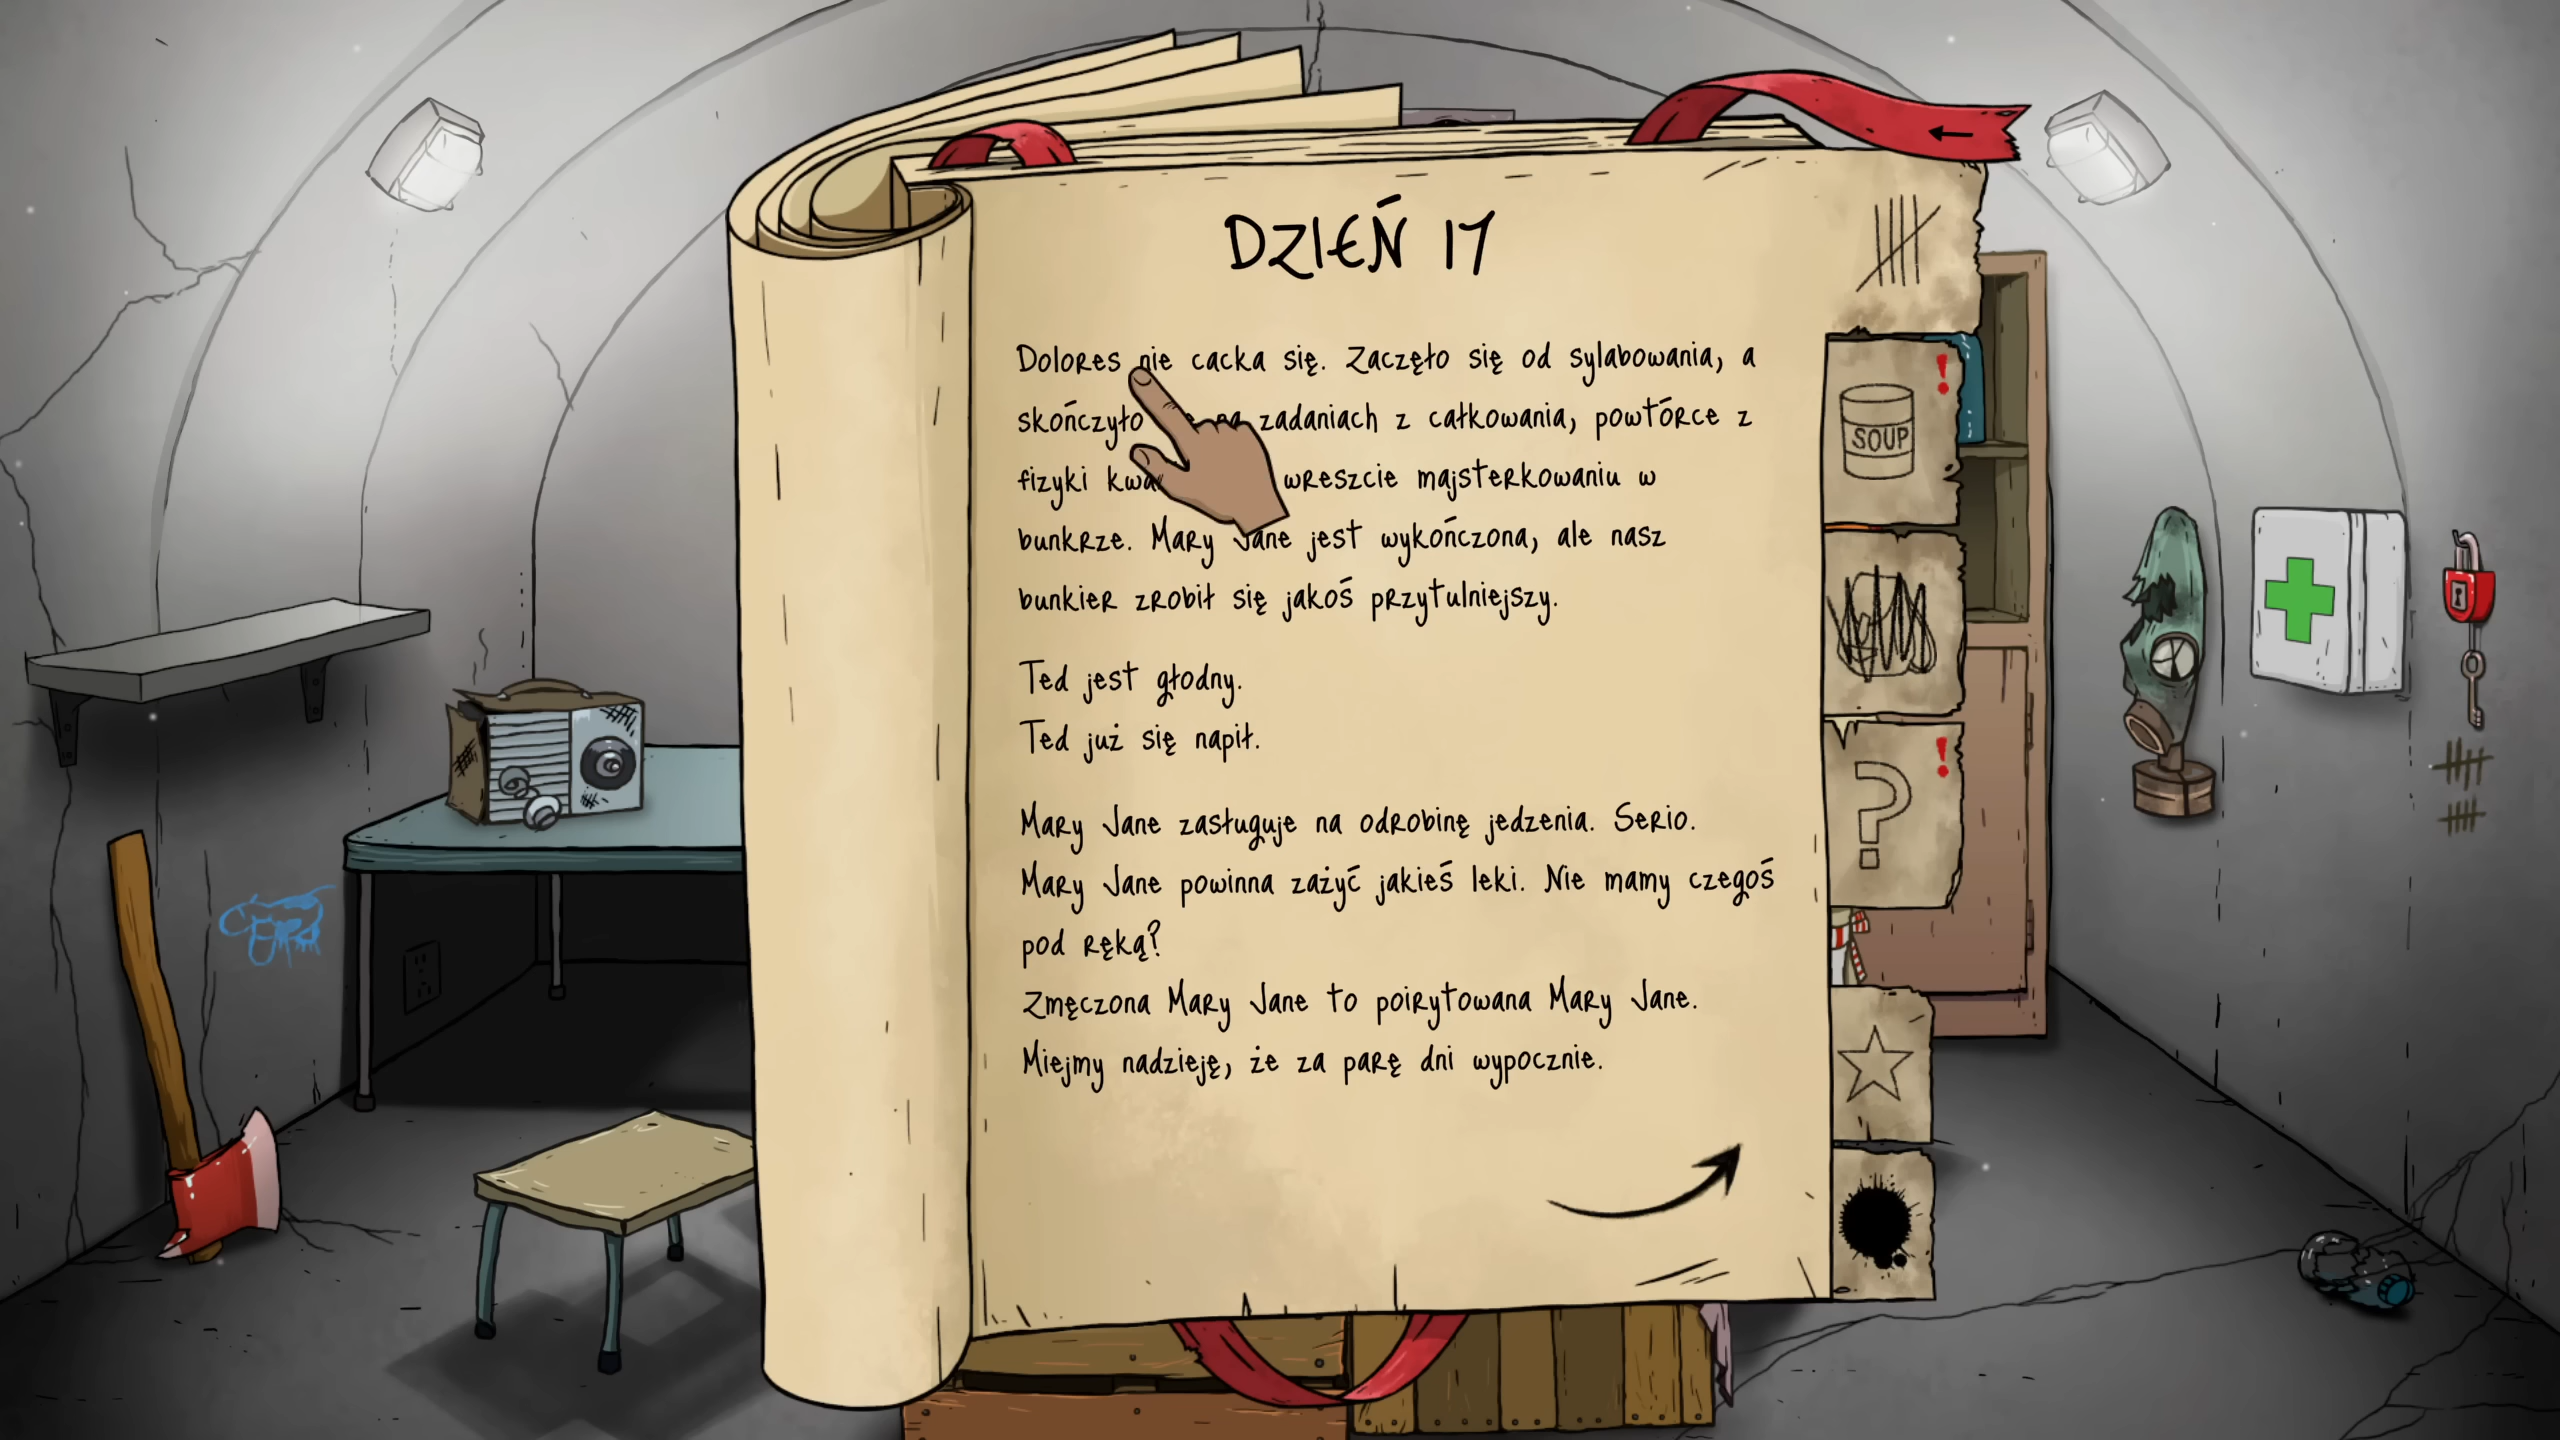 DZIEŃ 17
Dolores nie cacka się. Zaczęło się od sylabowania, a
skończyło na zadaniach z całkowania, powtórce z
fizyki wreszcie majsterkowaniu w
bunkrze. Mary Jane jest wykończona, ale nasz
bunkier zrobił się jakoś przytulniejszy.
Ted jest głodny.
Ted już się napił.
Mary Jane zasługuje na odrobinę jedzenia. Serio.
Mary Jane powinna zażyć jakieś leki. Nie mamy czegoś
pod ręką?
Zmęczona Mary Jane to poirytowana Mary Jane.
Miejmy nadzieję, że za parę dni wypocznie.
SOUP